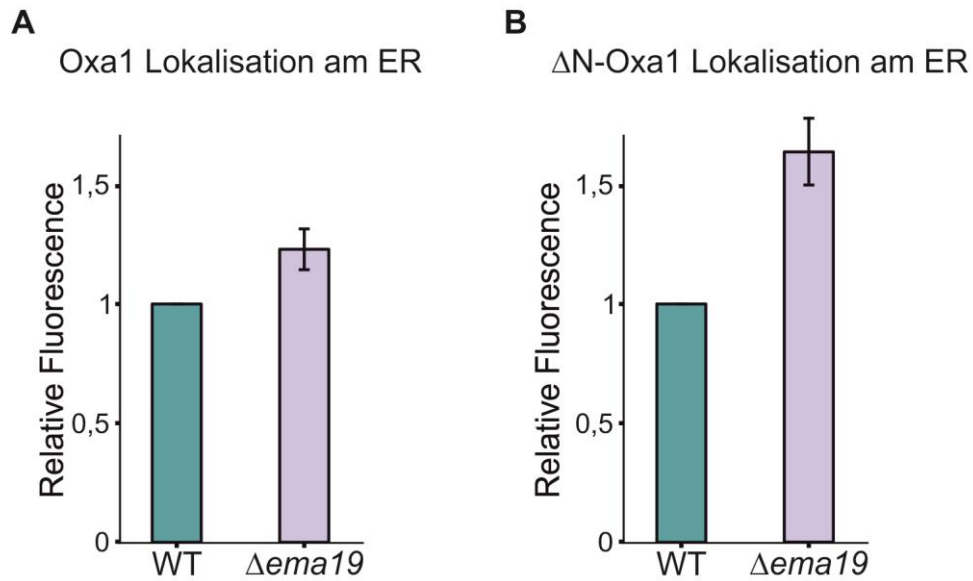 A
Oxa1 Lokalisation am ER
Relative Fluorescence
1,5
1
0,5
0
WT
Δema19
B
ΔN-Oxa1 Lokalisation am ER
Relative Fluorescence
1,5
1
0,5
0
WT
Δema19